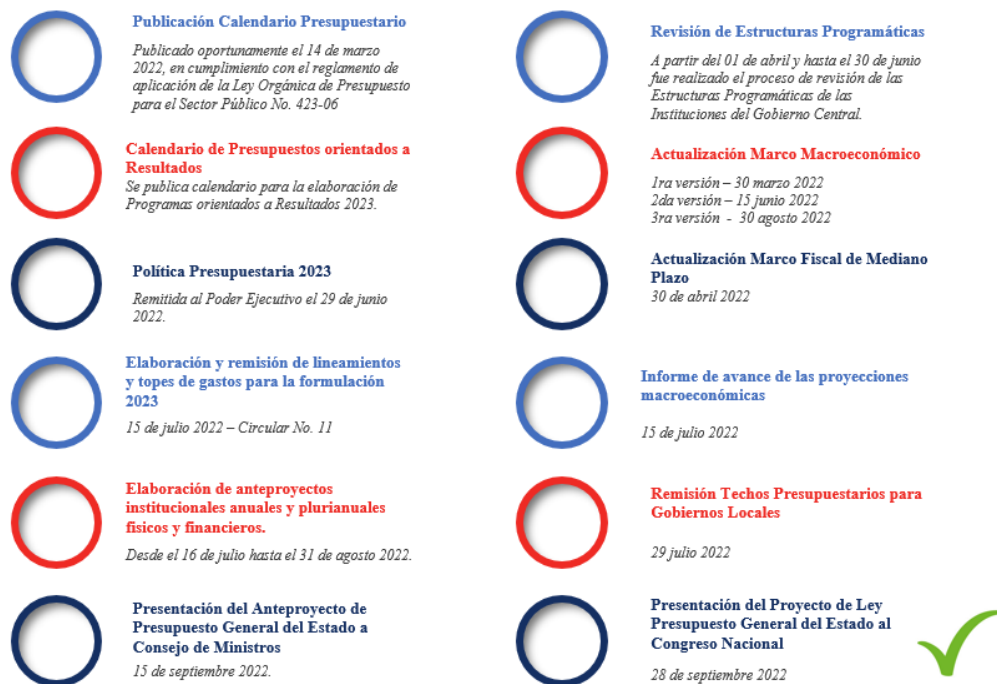 Publicación Calendario Presupuestario
Publicado oportunamente el 14 de marzo
2022, en cumplimiento con el reglamento de
aplicación de la Ley Orgánica de Presupuesto
para el Sector Público No. 423-06
Calendario de Presupuestos orientados a
Resultados
Se publica calendario para la elaboración de
Programas orientados a Resultados 2023.
Política Presupuestaria 2023
Remitida al Poder Ejecutivo el 29 de junio
2022.
Elaboración y remisión de lineamientos
y topes de gastos para la formulación
2023
15 de julio 2022 – Circular No. 11
Elaboración de anteproyectos
institucionales anuales y plurianuales
físicos y financieros.
Desde el 16 de julio hasta el 31 de agosto 2022.
Presentación del Anteproyecto de
Presupuesto General del Estado a
Consejo de Ministros
15 de septiembre 2022.
Revisión de Estructuras Programáticas
A partir del 01 de abril y hasta el 30 de junio
fue realizado el proceso de revisión de las
Estructuras Programáticas de las
Instituciones del Gobierno Central.
Actualización Marco Macroeconómico
1ra versión – 30 marzo 2022
2da versión – 15 junio 2022
3ra versión - 30 agosto 2022
Actualización Marco Fiscal de Mediano
Plazo
30 de abril 2022
Informe de avance de las proyecciones
macroeconómicas
15 de julio 2022
Remisión Techos Presupuestarios para
Gobiernos Locales
29 julio 2022
Presentación del Proyecto de Ley
Presupuesto General del Estado al
Congreso Nacional
28 de septiembre 2022